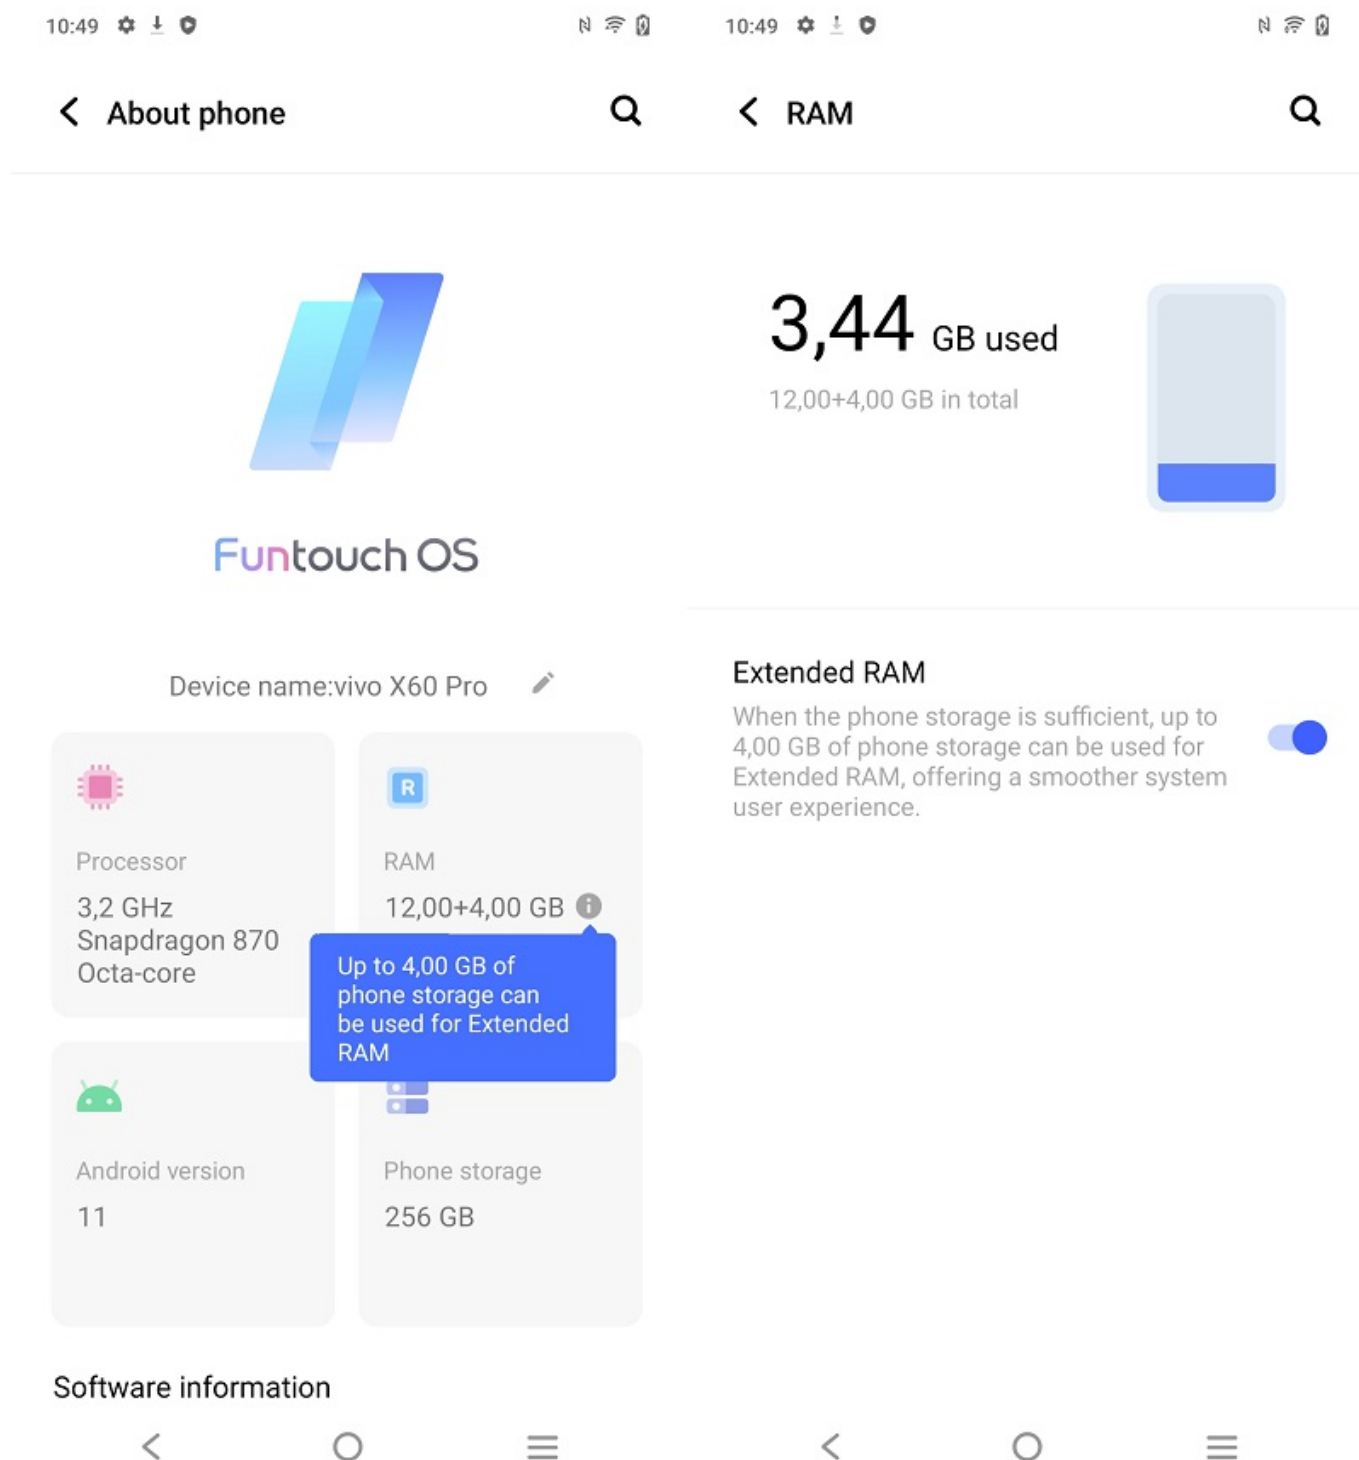 10:49
About phone
Funtouch OS
Device name:vivo X60 Pro
Processor
3,2 GHz
Snapdragon 870
Octa-core
R
RAM
12,00+4,00 GB
Up to 4,00 GB of
phone storage can
be used for Extended
RAM
Android version
11
Phone storage
256 GB
Software information
10:49
RAM
3,44 GB used
12,00+4,00 GB in total
Extended RAM
When the phone storage is sufficient, up to
4,00 GB of phone storage can be used for
Extended RAM, offering a smoother system
user experience.